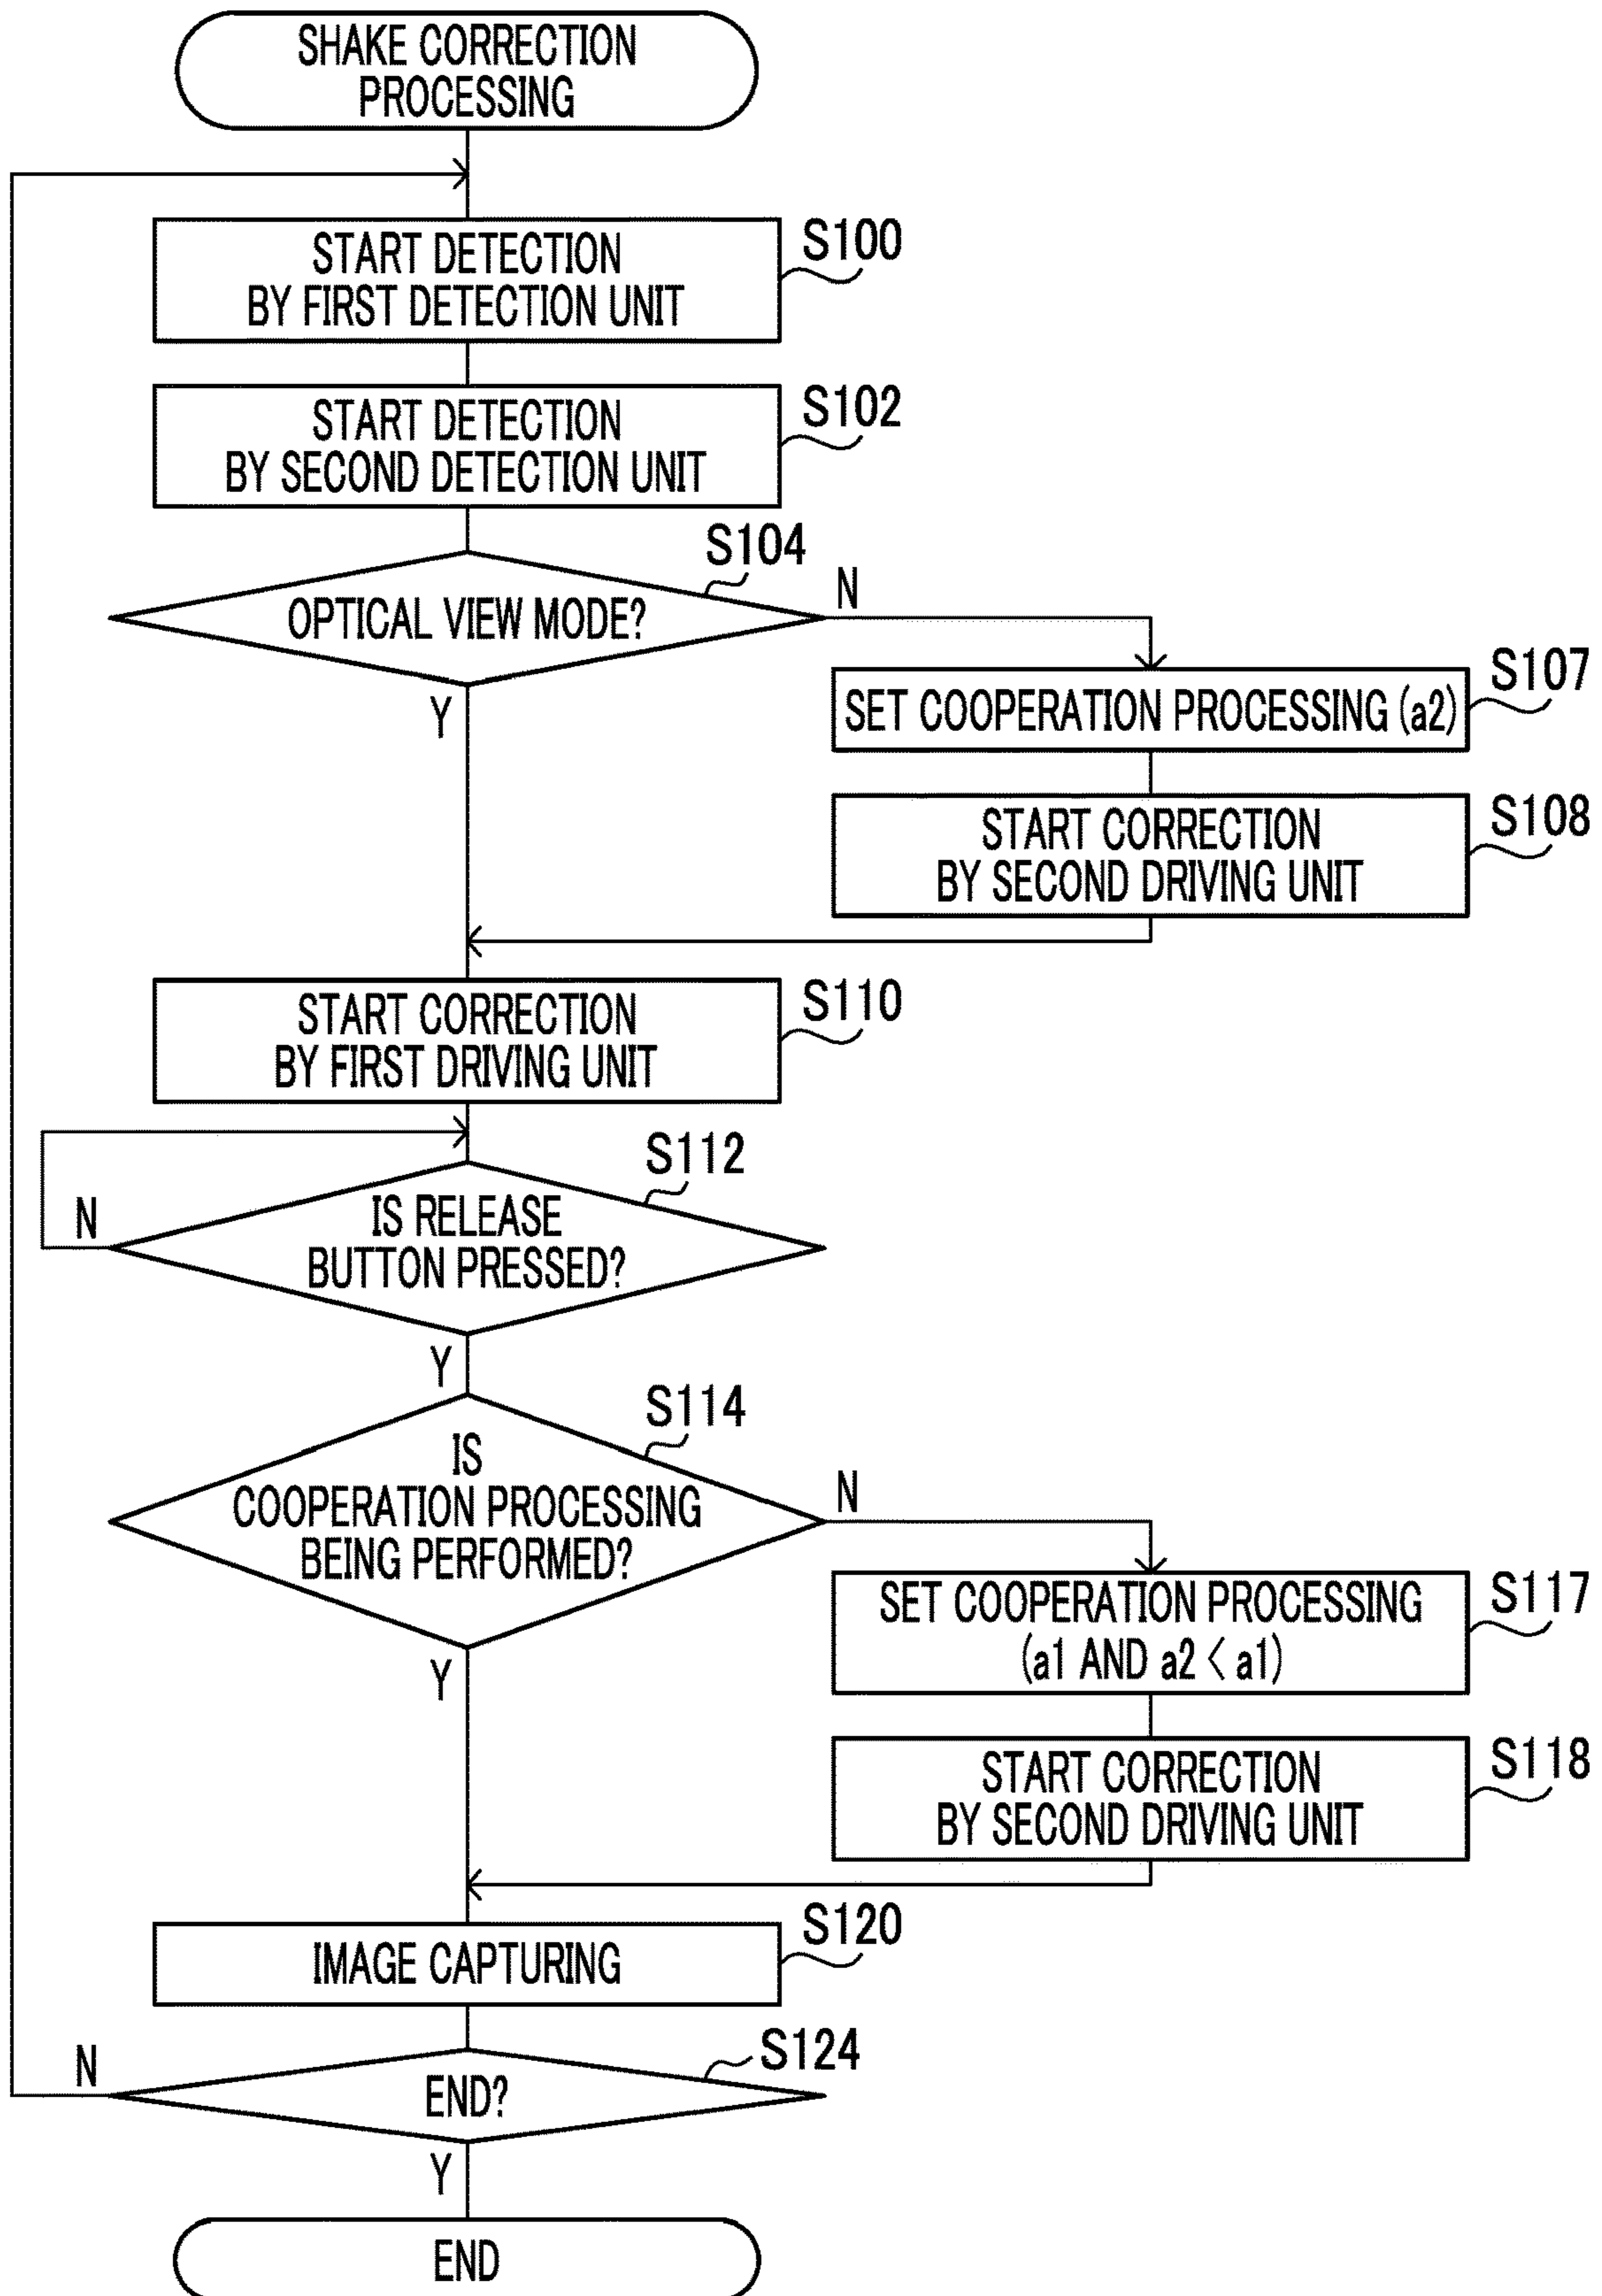 SHAKE CORRECTION
PROCESSING
START DETECTION
BY FIRST DETECTION UNIT
S100
START DETECTION
BY SECOND DETECTION UNIT
S102
S104
OPTICAL VIEW MODE?
N
Y
SET COOPERATION PROCESSING (a2)
S107
START CORRECTION
BY SECOND DRIVING UNIT
S108
START CORRECTION
BY FIRST DRIVING UNIT
S110
S112
IS RELEASE
BUTTON PRESSED?
N
Y
S114
IS
COOPERATION PROCESSING
BEING PERFORMED?
N
Y
SET COOPERATION PROCESSING
(a1 AND a2 < a1)
S117
START CORRECTION
BY SECOND DRIVING UNIT
S118
IMAGE CAPTURING
S120
S124
END?
N
Y
END